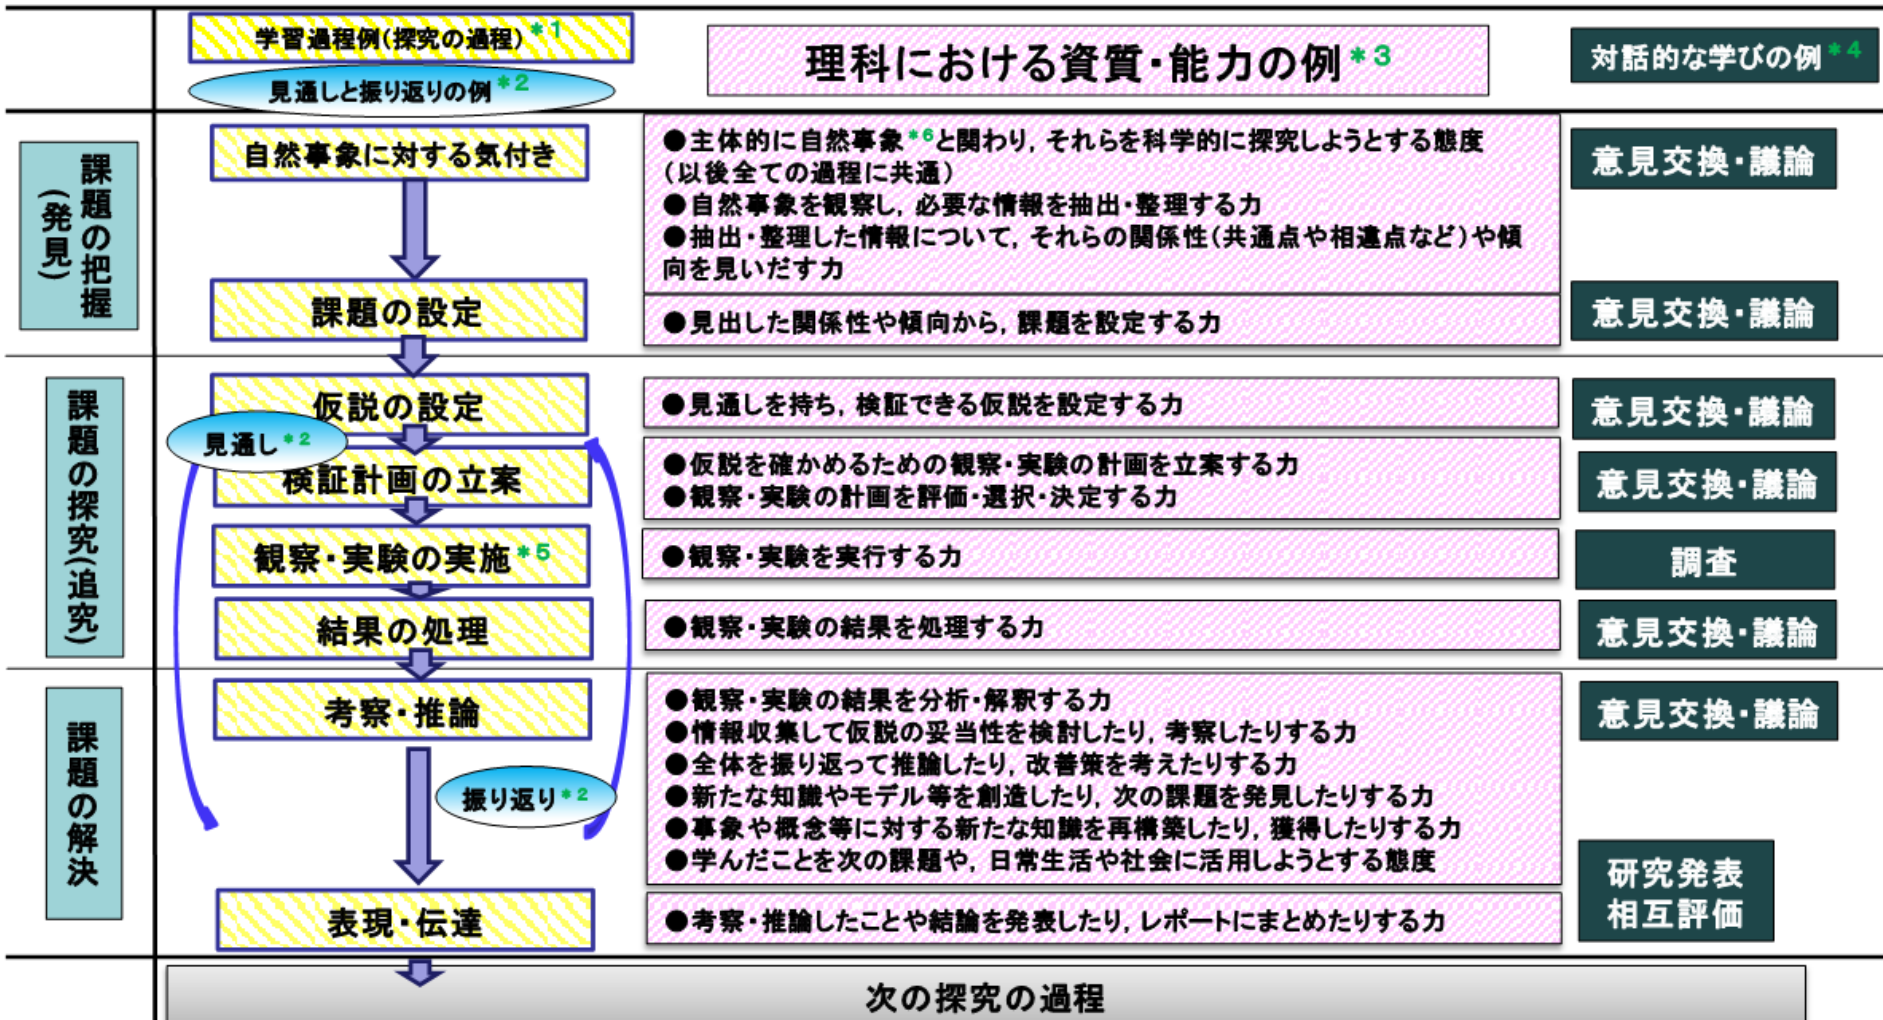 学習過程例(探究の過程)*1
見通しと振り返りの例*2
理科における資質・能力の例*3
対話的な学びの例*4
課題の把握
(発見)
自然事象に対する気付き
●主体的に自然事象*6と関わり,それらを科学的に探究しようとする態度
(以後全ての過程に共通)
●自然事象を観察し,必要な情報を抽出・整理する力
●抽出・整理した情報について,それらの関係性(共通点や相違点など)や傾
向を見いだす力
意見交換・議論
課題の設定
●見出した関係性や傾向から,課題を設定する力
意見交換・議論
課題の探究(追究)
仮説の設定
●見通しを持ち,検証できる仮説を設定する力
意見交換・議論
見通し*2
検証計画の立案
●仮説を確かめるための観察・実験の計画を立案する力
●観察・実験の計画を評価・選択・決定する力
意見交換・議論
観察・実験の実施*5
●観察・実験を実行する力
調査
結果の処理
●観察・実験の結果を処理する力
意見交換・議論
課題の解決
考察・推論
●観察・実験の結果を分析・解釈する力
●情報収集して仮説の妥当性を検討したり,考察したりする力
●全体を振り返って推論したり,改善策を考えたりする力
●新たな知識やモデル等を創造したり,次の課題を発見したりする力
●事象や概念等に対する新たな知識を再構築したり,獲得したりする力
●学んだことを次の課題や,日常生活や社会に活用しようとする態度
意見交換・議論
振り返り*2
表現・伝達
●考察・推論したことや結論を発表したり,レポートにまとめたりする力
研究発表
相互評価
次の探究の過程